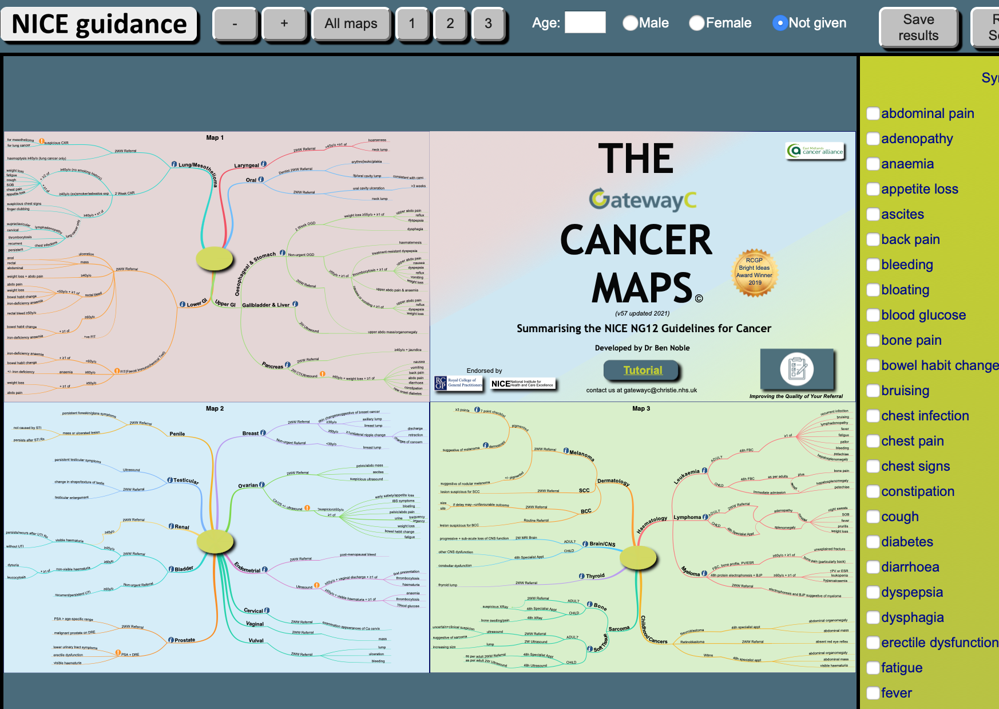 NICE guidance
-
+
All maps
1
2
3
Age:
Male
Female
Not given
Save
results
Map 1
for mesothelioma
for lung cancer
suspicious CXR
2WW Referral
haemoptysis ≥40y/o (lung cancer only)
Lung/Mesothelioma
weight loss
fatigue
cough
SOB
chest pain
appetite loss
+ ≥2 of
+ ≥1 of
≥40y/o (no smoking history)
≥40y/o (ex)smoker/asbestos exp
2 Week CXR
suspicious chest signs
finger clubbing
≥40y/o + ≥1 of
supraclavicular
cervical
lymphadenopathy
thrombocytosis
recurrent
persistent
chest infections
lung cancer only
Laryngeal
2WW Referral
≥45y/o +≥1 of
hoarseness
neck lump
Oral
Dentist 2WW Referral
erythro(leuko)plakia
lip/oral cavity lump
consistent with canc
2WW Referral
oral cavity ulceration
>3 weeks
neck lump
ulceration
anal
rectal
abdominal
mass
2WW Referral
weight loss + abdo pain
≥40y/o
abdo pain
weight loss
bowel habit change
iron-deficiency anaemia
<50y/o + ≥1 of
rectal bleed
rectal bleed ≥50y/o
≥60y/o
bowel habit change
iron-deficiency anaemia
+ ≥1 of
+ve FIT
Lower GI
iron-deficiency anaemia
bowel habit change
+ ≥1 of
<60y/o
+/- iron deficiency
anaemia
≥60y/o
FIT(Faecal Immunochemical Test)
weight loss
abdo pain
+ ≥1 of
≥50y/o
Upper GI
Oesophageal & Stomach
2 Week OGD
weight loss ≥55y/o + ≥1 of
upper abdo pain
reflux
dyspepsia
dysphagia
Non-urgent OGD
haematemesis
treatment-resistant dyspepsia
≥55y/o + ≥1 of
thrombocytosis + ≥1 of
upper abdo pain
nausea
dyspepsia
reflux
vomiting
weight loss
upper abdo pain & anaemia
nausea or vomiting + ≥1 of
upper abdo pain
reflux
dyspepsia
weight loss
2WW Referral
Gallbladder & Liver
2W Ultrasound
upper abdo mass/organomegaly
Pancreas
2WW Referral
≥40y/o + jaundice
2W CT/Ultrasound
≥60y/o + weight loss + ≥1 of
nausea
vomiting
back pain
abdo pain
diarrhoea
constipation
new onset diabetes
THE
GatewayC
CANCER
MAPS©
(v57 updated 2021)
Summarising the NICE NG12 Guidelines for Cancer
Developed by Dr Ben Noble
Tutorial
contact us at gatewayc@christie.nhs.uk
East Midlands
cancer alliance
RCGP
Bright Ideas
Award Winner
2019
Endorsed by
RC
GP
Royal College of
General Practitioners
NICE National Institute for
Health and Care Excellence
Improving the Quality of Your Referral
Map 2
persistent foreskin/glans symptoms
not caused by STI
persists after STI Rx
mass or ulcerated lesion
2WW Referral
Penile
persistent testicular symptoms
Ultrasound
change in shape/texture of testis
testicular enlargement
2WW Referral
Testicular
2WW Referral
Renal
≥40y/o
persists/recurs after UTI Rx
without UTI
visible haematuria
≥45y/o
2WW Referral
≥60y/o
dysuria
leucocytosis
+ ≥1 of
non-visible haematuria
Bladder
recurrent/persistent UTI
≥60y/o
Non-urgent Referral
PSA > age-specific range
malignant prostate on DRE
2WW Referral
Prostate
lower urinary tract symptoms
erectile dysfunction
visible haematuria
PSA + DRE
Breast
2WW Referral
skin changes suggestive of breast cancer
≥30y/o
axillary lump
breast lump
≥50y/o
≥1 unilateral nipple change
discharge
retraction
changes of concern
Non-urgent Referral
<30y/o
breast lump
Ovarian
2WW Referral
pelvic/abdo mass
ascites
suspicious ultrasound
CA125 +/- ultrasound
↑suspicion≥50y/o
≥1 of
early satiety/appetite loss
IBS symptoms
bloating
pelvic/abdo pain
urine
frequency
urgency
weight loss
bowel habit change
fatigue
Endometrial
2WW Referral
post-menopausal bleed
Ultrasound
≥55y/o + vaginal discharge + ≥1 of
first presentation
thrombocytosis
haematuria
≥55y/o + visible haematuria + ≥1 of
anaemia
thrombocytosis
↑blood glucose
Cervical
2WW Referral
examination appearances of Ca cervix
Vaginal
2WW Referral
mass
Vulval
2WW Referral
lump
ulceration
bleeding
Map 3
≥3 points
7 point checklist
pigmented
suggestive of melanoma
dermoscopy
2WW Referral
Melanoma
suggestive of nodular melanoma
+/- pigmented
Dermatology
lesion suspicious for SCC
2WW Referral
SCC
size
site
if delay may→unfavourable outcome
2WW Referral
BCC
lesion suspicious for BCC
Routine Referral
progressive + sub-acute loss of CNS function
2W MRI Brain
ADULT
Brain/CNS
other CNS dysfunction
cerebellar dysfunction
48h Specialist Appt
CHILD
Thyroid
thyroid lump
2WW Referral
suspicious XRay
2WW Referral
ADULT
Bone
48h Specialist Appt
CHILD
bone swelling/pain
48h XRay
Sarcoma
uncertain+clinical suspicion
suggestive of sarcoma
ultrasound
2WW Referral
ADULT
increasing size
lump
2W Ultrasound
Soft Tissue
as per adult 2WW Referral
48h Specialist Appt
CHILD
as per adult 2W Ultrasound
48h Ultrasound
Haematology
Leukaemia
ADULT
48h FBC
≥1 of
recurrent infection
bruising
lymphadenopathy
fever
fatigue
pallor
bleeding
petechiae
hepatosplenomegaly
CHILD
48h FBC
as per adults
plus
bone pain
except
hepatosplenomegaly
petechiae
immediate admission
Lymphoma
ADULT
2WW Referral
CHILD
48h Specialist Appt
adenopathy
splenomegaly
consider
night sweats
SOB
fever
pruritis
weight loss
Myeloma
FBC, bone profile, PV/ESR
≥60y/o + ≥1 of
unexplained fracture
bone pain (particularly back)
48h protein electrophoresis + BJP
≥60y/o + ≥1 of
↑PV or ESR
leukopenia
hypercalcaemia
2WW Referral
electrophoresis and BJP suggestive of myeloma
Childhood Cancers
Neuroblastoma
48h specialist appt
abdominal organomegaly
abdominal mass
Retinoblastoma
2WW Referral
absent red eye reflex
Wilms
48h specialist appt
abdominal organomegaly
abdominal mass
visible haematuria
abdominal pain
adenopathy
anaemia
appetite loss
ascites
back pain
bleeding
bloating
blood glucose
bone pain
bowel habit change
bruising
chest infection
chest pain
chest signs
constipation
cough
diabetes
diarrhoea
dyspepsia
dysphagia
erectile dysfunction
fatigue
fever